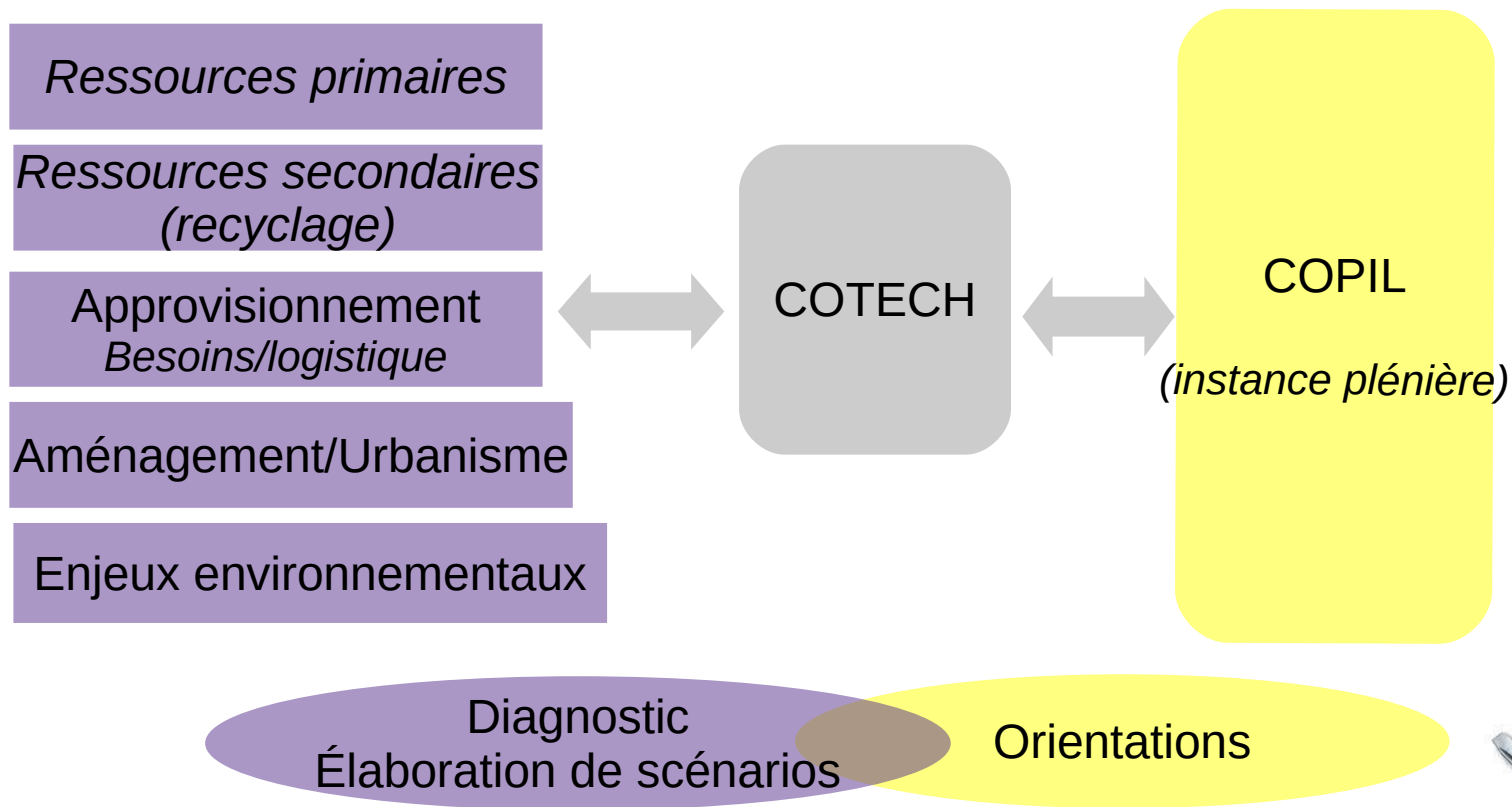 Ressources primaires
Ressources secondaires
(recyclage)
Approvisionnement
Besoins/logistique
Aménagement/Urbanisme
Enjeux environnementaux
COTECH
COPIL
(instance plénière)
Diagnostic
Élaboration de scénarios
Orientations